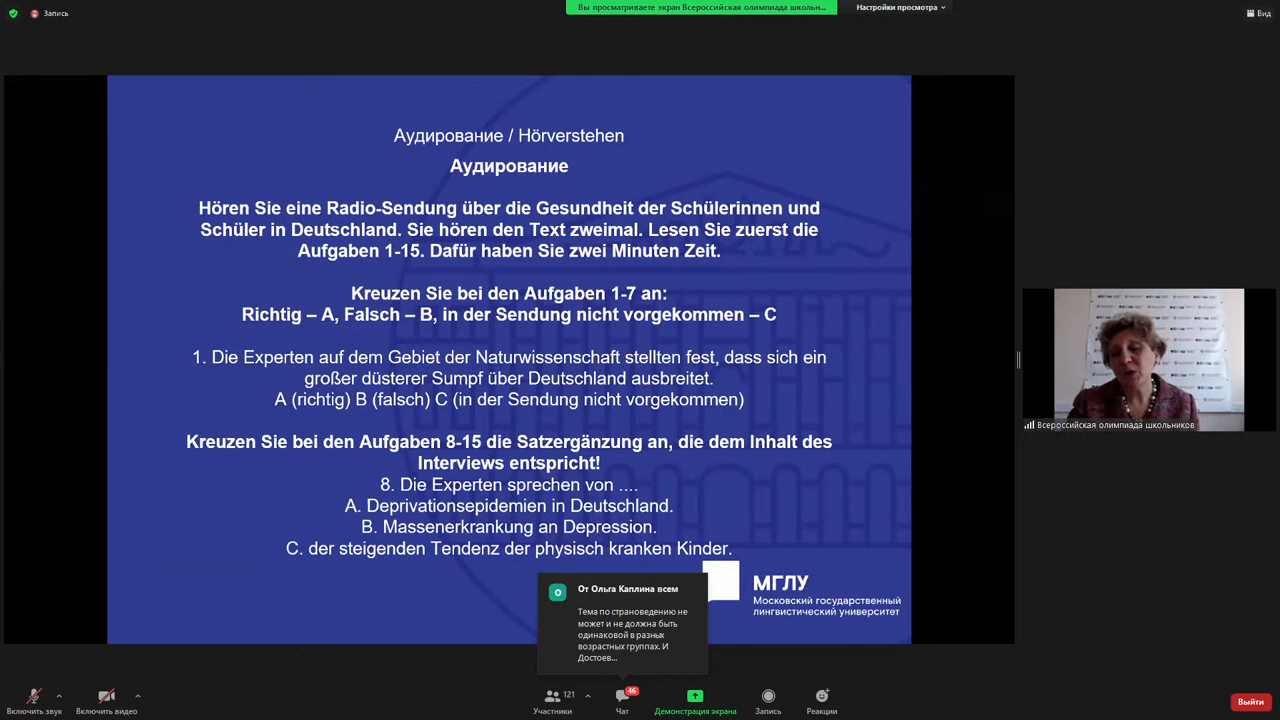 Запись
Вы просматриваете экран Всероссийская олимпиада школьн...
Настройки просмотра
Вид
Аудирование / Hörverstehen
Аудирование
Hören Sie eine Radio-Sendung über die Gesundheit der Schülerinnen und
Schüler in Deutschland. Sie hören den Text zweimal. Lesen Sie zuerst die
Aufgaben 1-15. Dafür haben Sie zwei Minuten Zeit.
Kreuzen Sie bei den Aufgaben 1-7 an:
Richtig – A, Falsch – B, in der Sendung nicht vorgekommen – C
1. Die Experten auf dem Gebiet der Naturwissenschaft stellten fest, dass sich ein
großer düsterer Sumpf über Deutschland ausbreitet.
A (richtig) B (falsch) C (in der Sendung nicht vorgekommen)
Kreuzen Sie bei den Aufgaben 8-15 die Satzergänzung an, die dem Inhalt des
Interviews entspricht!
8. Die Experten sprechen von ....
A. Deprivationsepidemien in Deutschland.
B. Massenerkrankung an Depression.
C. der steigenden Tendenz der physisch kranken Kinder.
МГЛУ
Московский государственный
лингвистический университет
О
От Ольга Каплина всем
Тема по страноведению не
может и не должна быть
одинаковой в разных
возрастных группах. И
Достоев...
Всероссийская олимпиада школьников
Включить звук
Включить видео
121
Участники
46
Чат
Демонстрация экрана
Запись
Реакции
Выйти